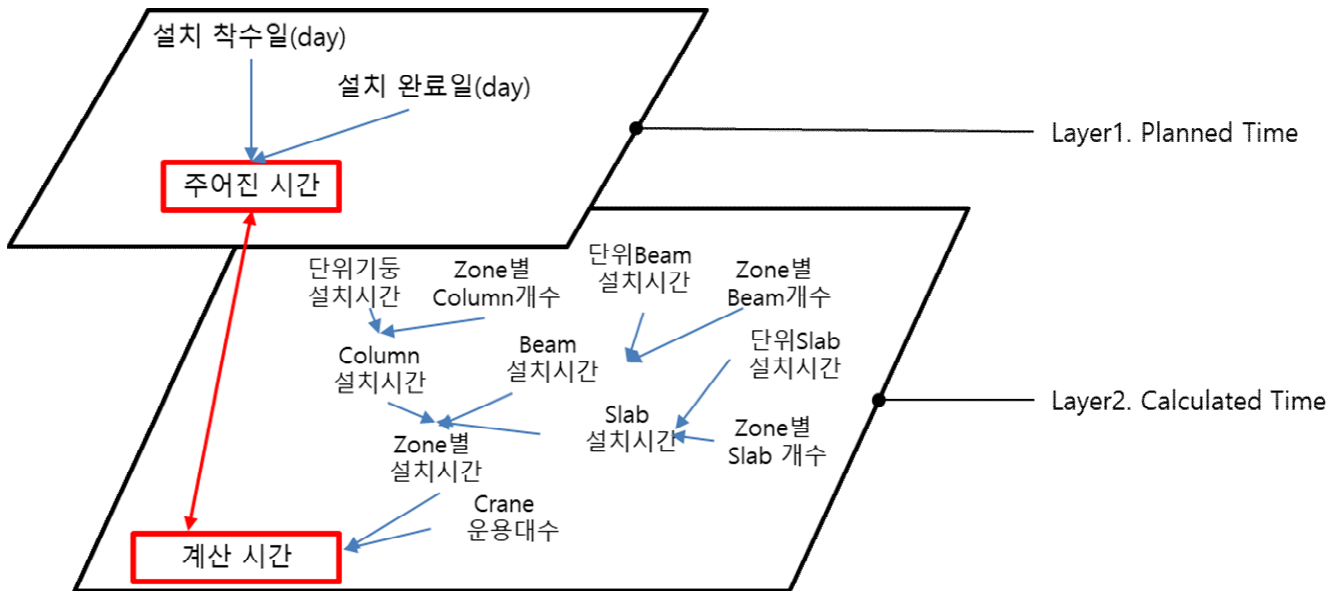 설치 착수일(day)
설치 완료일(day)
주어진 시간
Layer1. Planned Time
단위기둥
설치시간
Zone별
Column개수
단위Beam
설치시간
Zone별
Beam개수
Column
설치시간
Beam
설치시간
단위Slab
설치시간
Zone별
설치시간
Slab
설치시간
Zone별
Slab 개수
Layer2. Calculated Time
Crane
운용대수
계산 시간